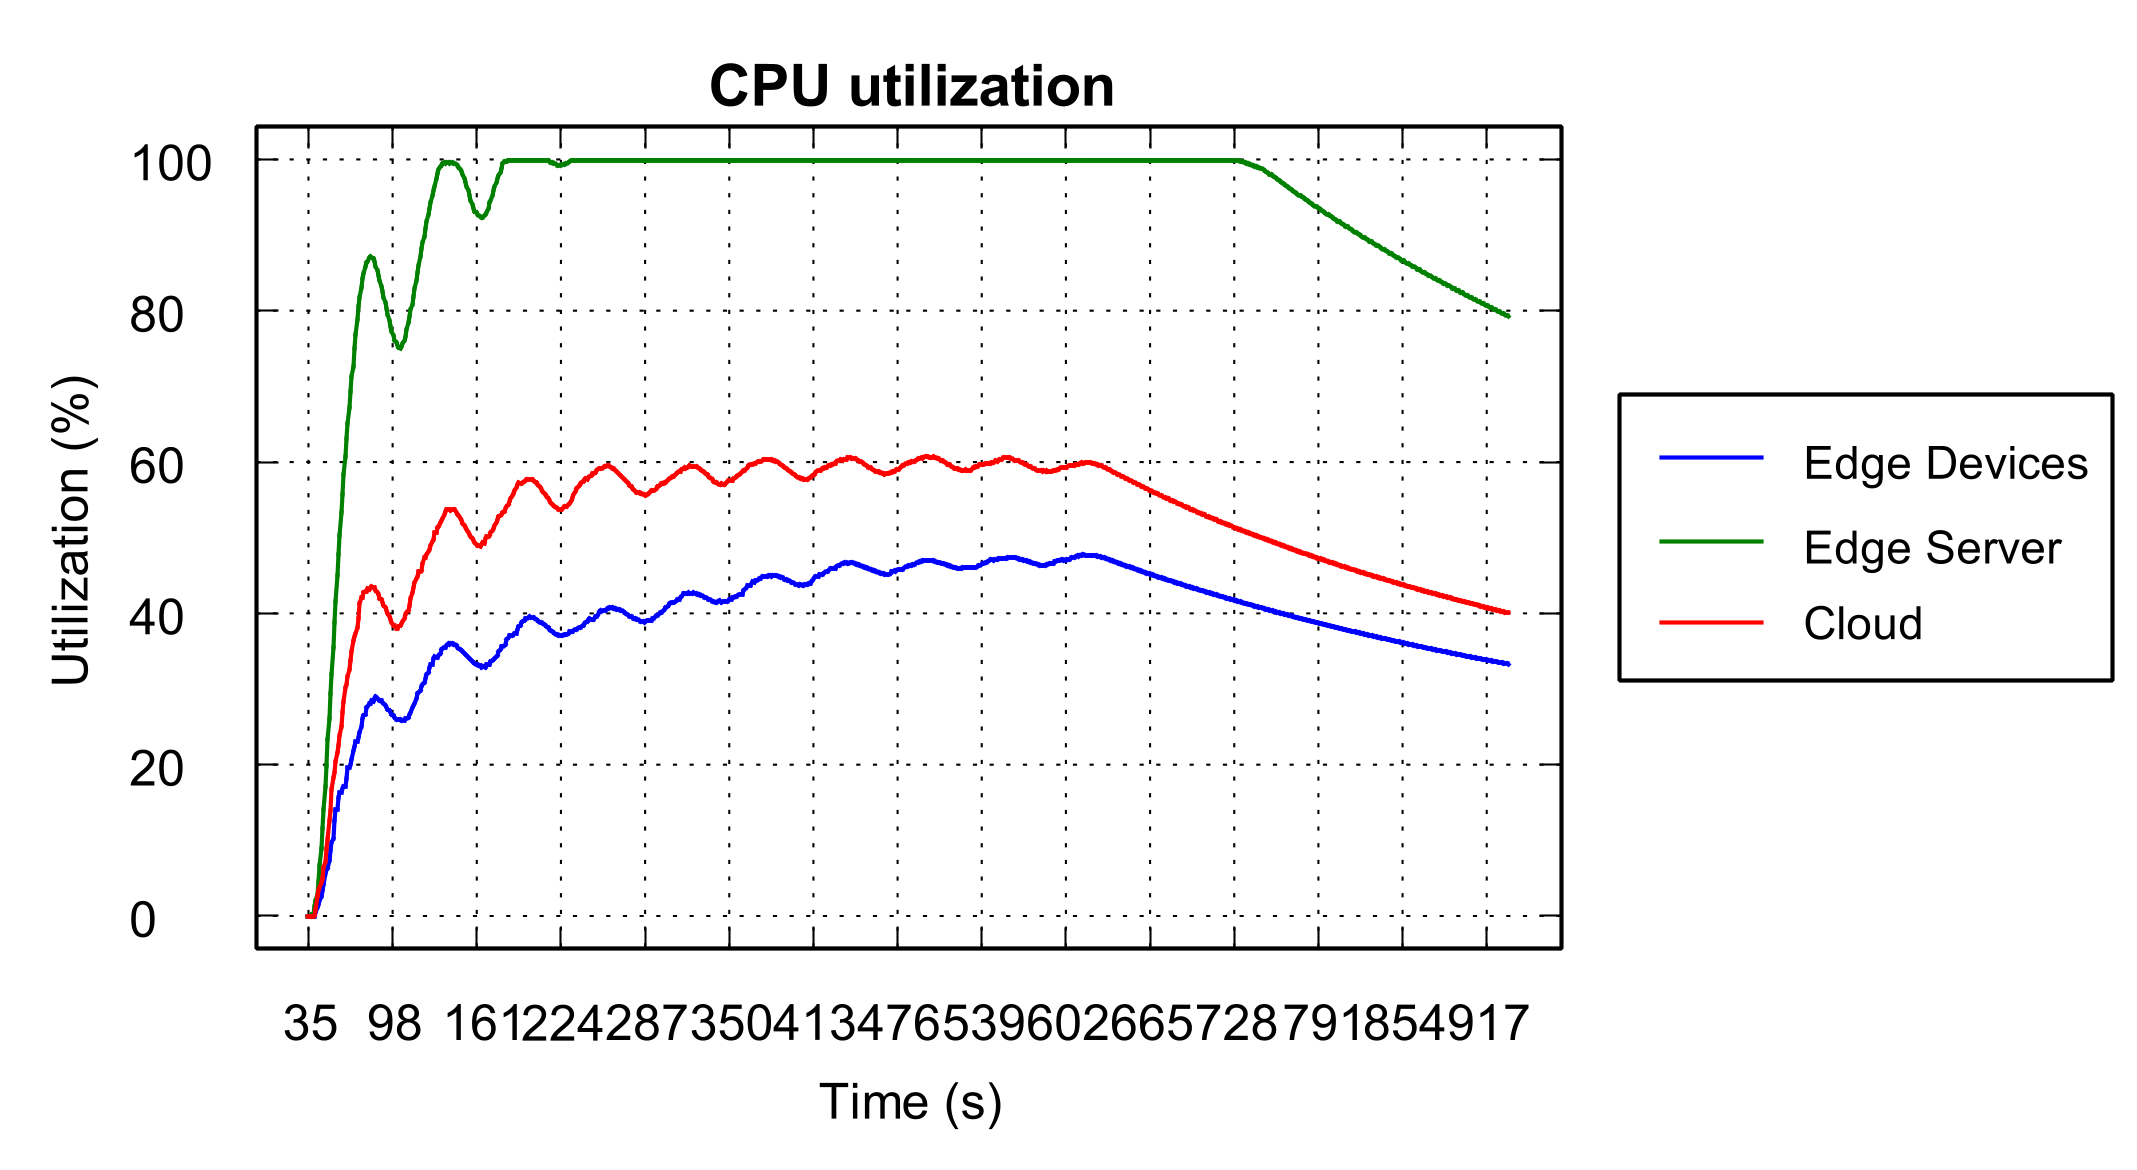 CPU utilization
100
80
60
40
20
0
Utilization (%)
35 98 161 224 287 350 413 476 539 602 665 728 791 854 917
Time (s)
Edge Devices
Edge Server
Cloud